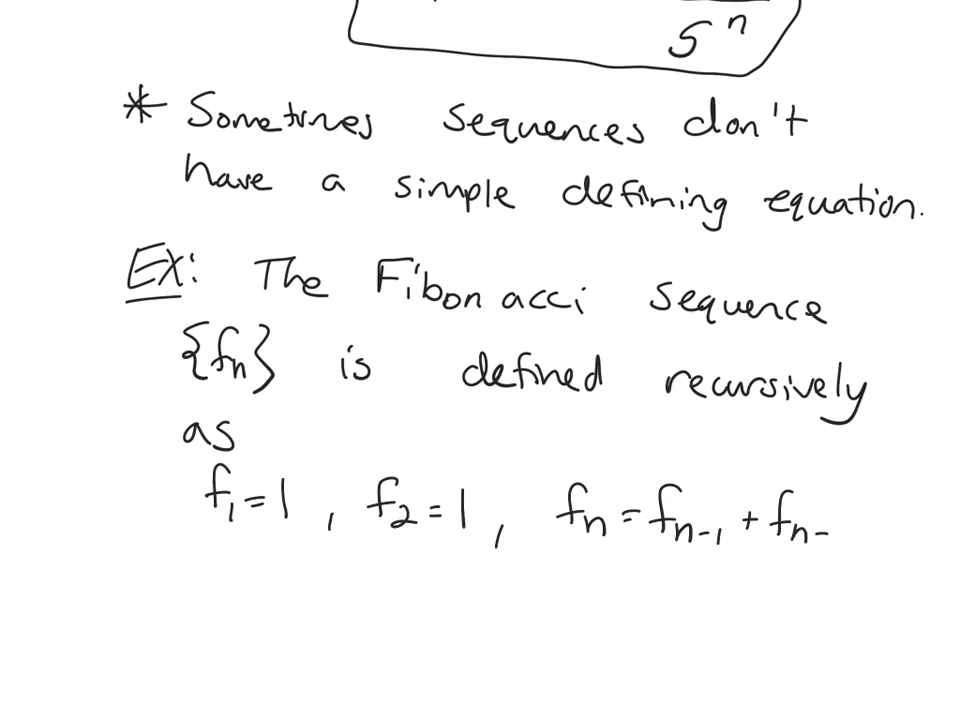 5ⁿ
* Sometimes sequences don't
have a simple defining equation.
Ex: The Fibonacci sequence
{fₙ} is defined recursively
as
f₁ = 1 , f₂ = 1 , fₙ = fₙ₋₁ + fₙ₋